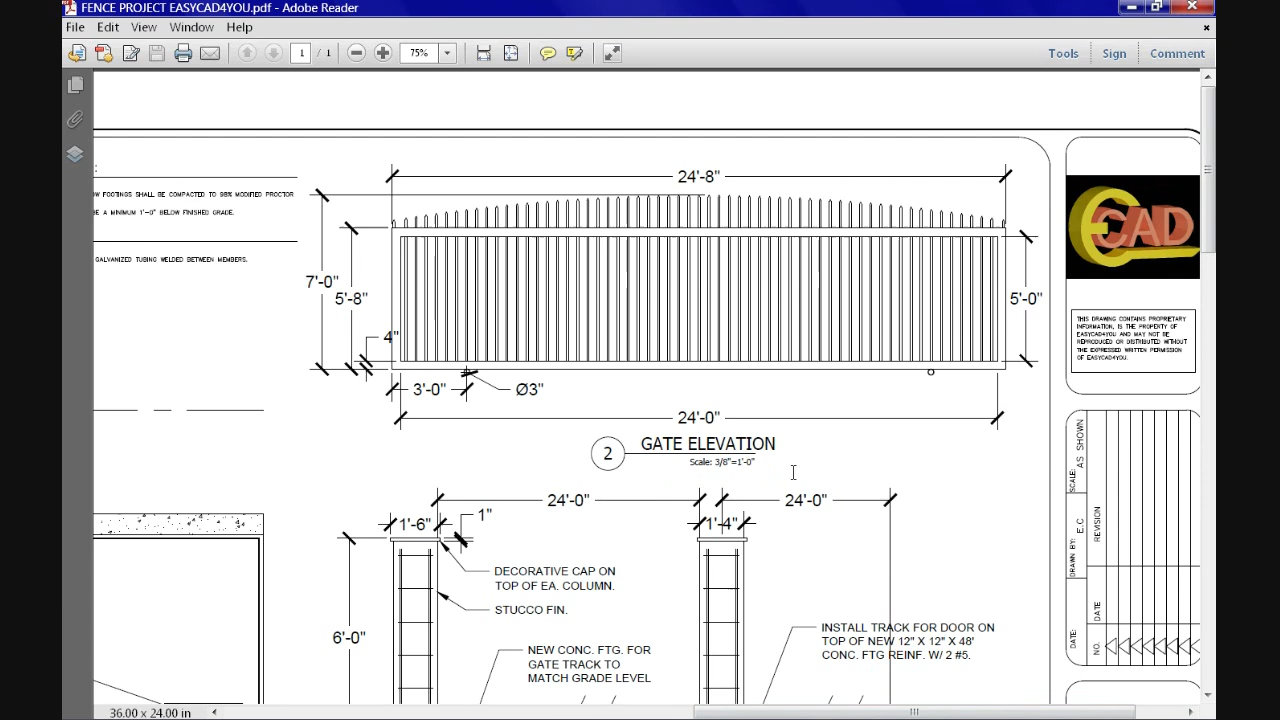 FENCE PROJECT EASYCAD4YOU.pdf - Adobe Reader
File Edit View Window Help
1 / 1 75% Tools Sign Comment
:
OW FOOTINGS SHALL BE COMPACTED TO 98% MODIFIED PROCTOR
BE A MINIMUM 1'-0" BELOW FINISHED GRADE.
GALVANIZED TUBING WELDED BETWEEN MEMBERS.
24'-8"
7'-0"
5'-8"
5'-0"
4"
3'-0"
Ø3"
24'-0"
2
GATE ELEVATION
Scale: 3/8"=1'-0"
24'-0"
24'-0"
1'-6"
1"
1'-4"
DECORATIVE CAP ON
TOP OF EA. COLUMN.
STUCCO FIN.
6'-0"
NEW CONC. FTG. FOR
GATE TRACK TO
MATCH GRADE LEVEL
INSTALL TRACK FOR DOOR ON
TOP OF NEW 12" X 12" X 48'
CONC. FTG REINF. W/ 2 #5.
ECAD
THIS DRAWING CONTAINS PROPRIETARY
INFORMATION, IS THE PROPERTY OF
EASYCAD4YOU AND MAY NOT BE
REPRODUCED OR DISTRIBUTED WITHOUT
THE EXPRESSED WRITTEN PERMISSION
OF EASYCAD4YOU.
SCALE: AS SHOWN
DRAWN BY: E.C
DATE:
REVISION
DATE
NO.
36.00 x 24.00 in